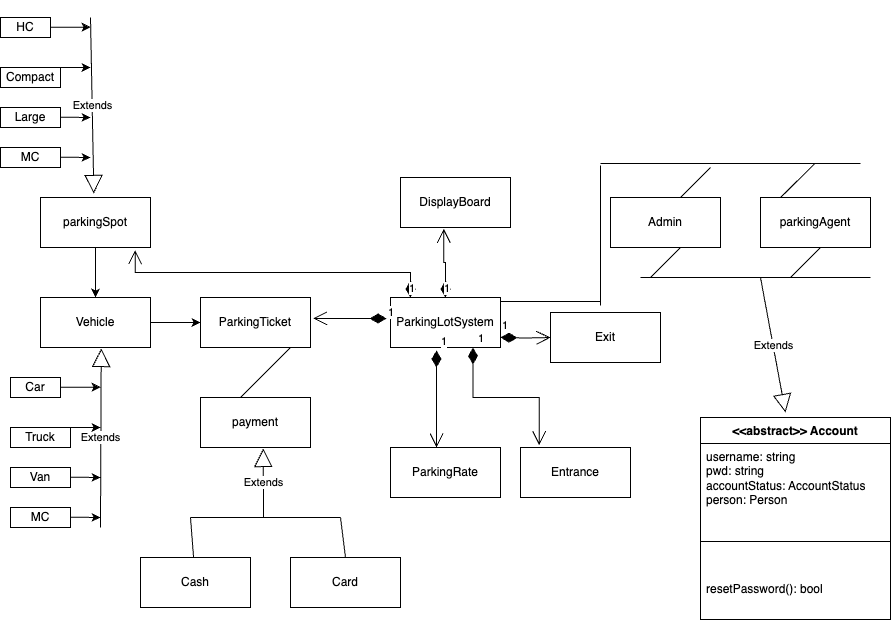 HC
Compact
Extends
Large
MC
parkingSpot
DisplayBoard
Admin
parkingAgent
1
1
1
Vehicle
ParkingTicket
ParkingLotSystem
1
Exit
1
1
Extends
Car
Truck
Extends
Van
MC
payment
Extends
ParkingRate
Entrance
Cash
Card
<<abstract>> Account
username: string
pwd: string
accountStatus: AccountStatus
person: Person
resetPassword(): bool